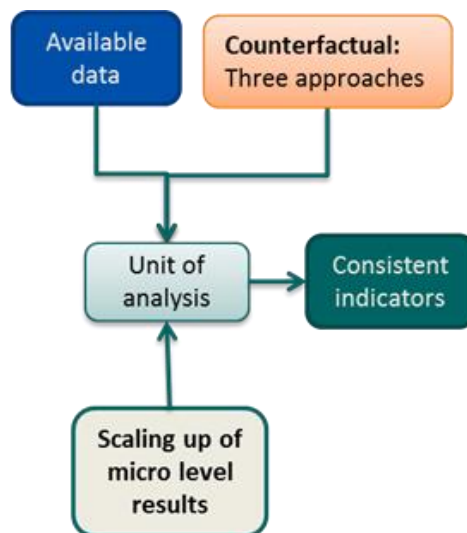 Available
data
Counterfactual:
Three approaches
Unit of
analysis
Consistent
indicators
Scaling up of
micro level
results